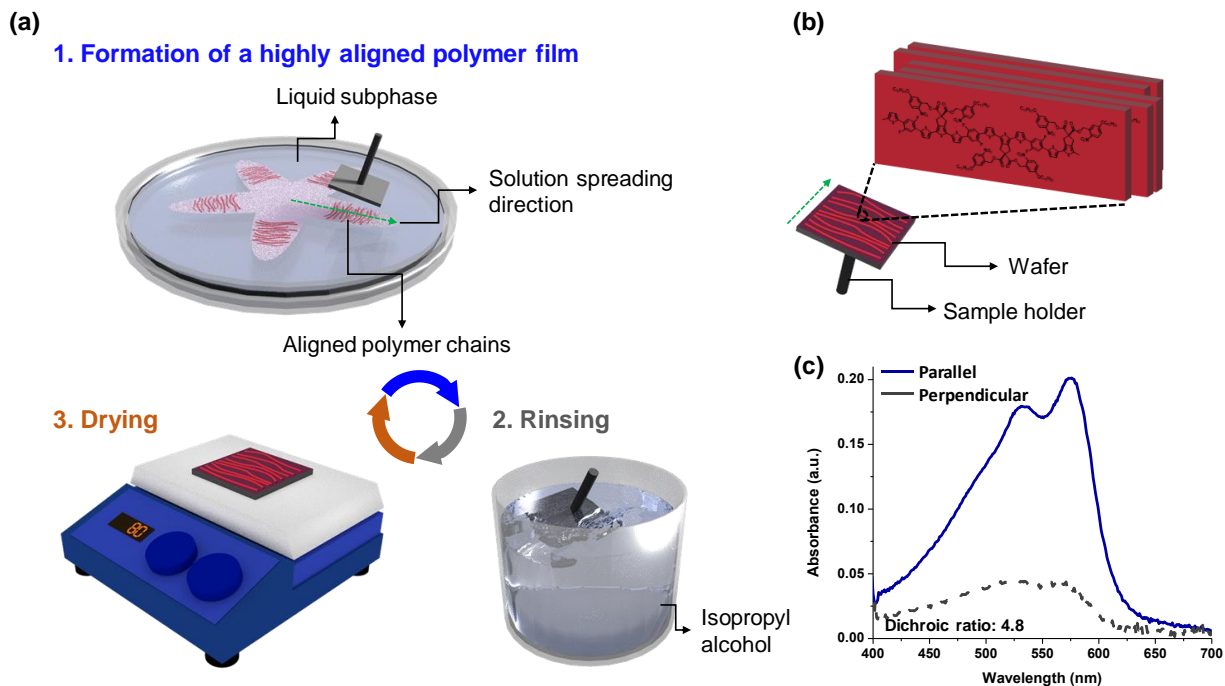 (a)
1. Formation of a highly aligned polymer film
Liquid subphase
Solution spreading
direction
Aligned polymer chains
3. Drying
80
2. Rinsing
Isopropyl
alcohol
(b)
Wafer
Sample holder
(c)
Parallel
Perpendicular
0.20
0.15
0.10
0.05
0.00
Absorbance (a.u.)
Dichroic ratio: 4.8
400
450
500
550
600
650
700
Wavelength (nm)